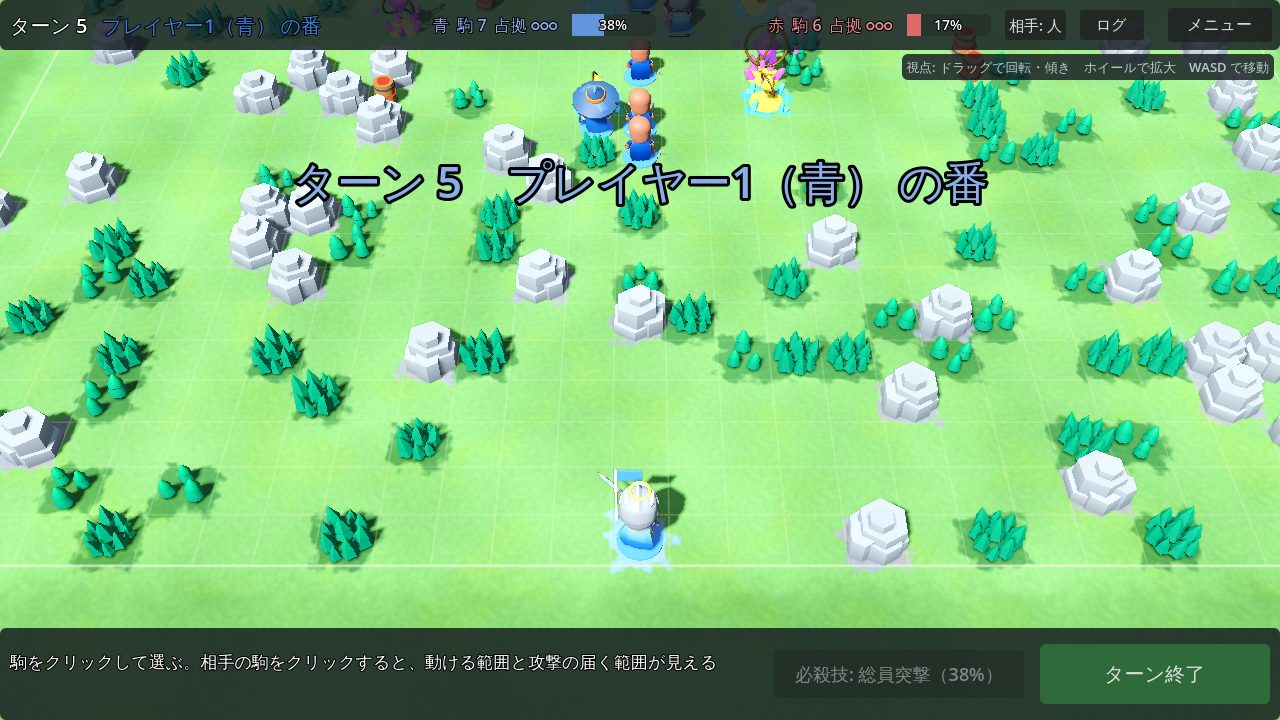 ターン 5 プレイヤー1（青）の番
青 駒 7 占拠 ○○○ 38%
赤 駒 6 占拠 ○○○ 17%
相手: 人
ログ
メニュー
視点: ドラッグで回転・傾き ホイールで拡大 WASD で移動
ターン 5 プレイヤー1（青）の番
駒をクリックして選ぶ。相手の駒をクリックすると、動ける範囲と攻撃の届く範囲が見える
必殺技: 総員突撃（38%）
ターン終了